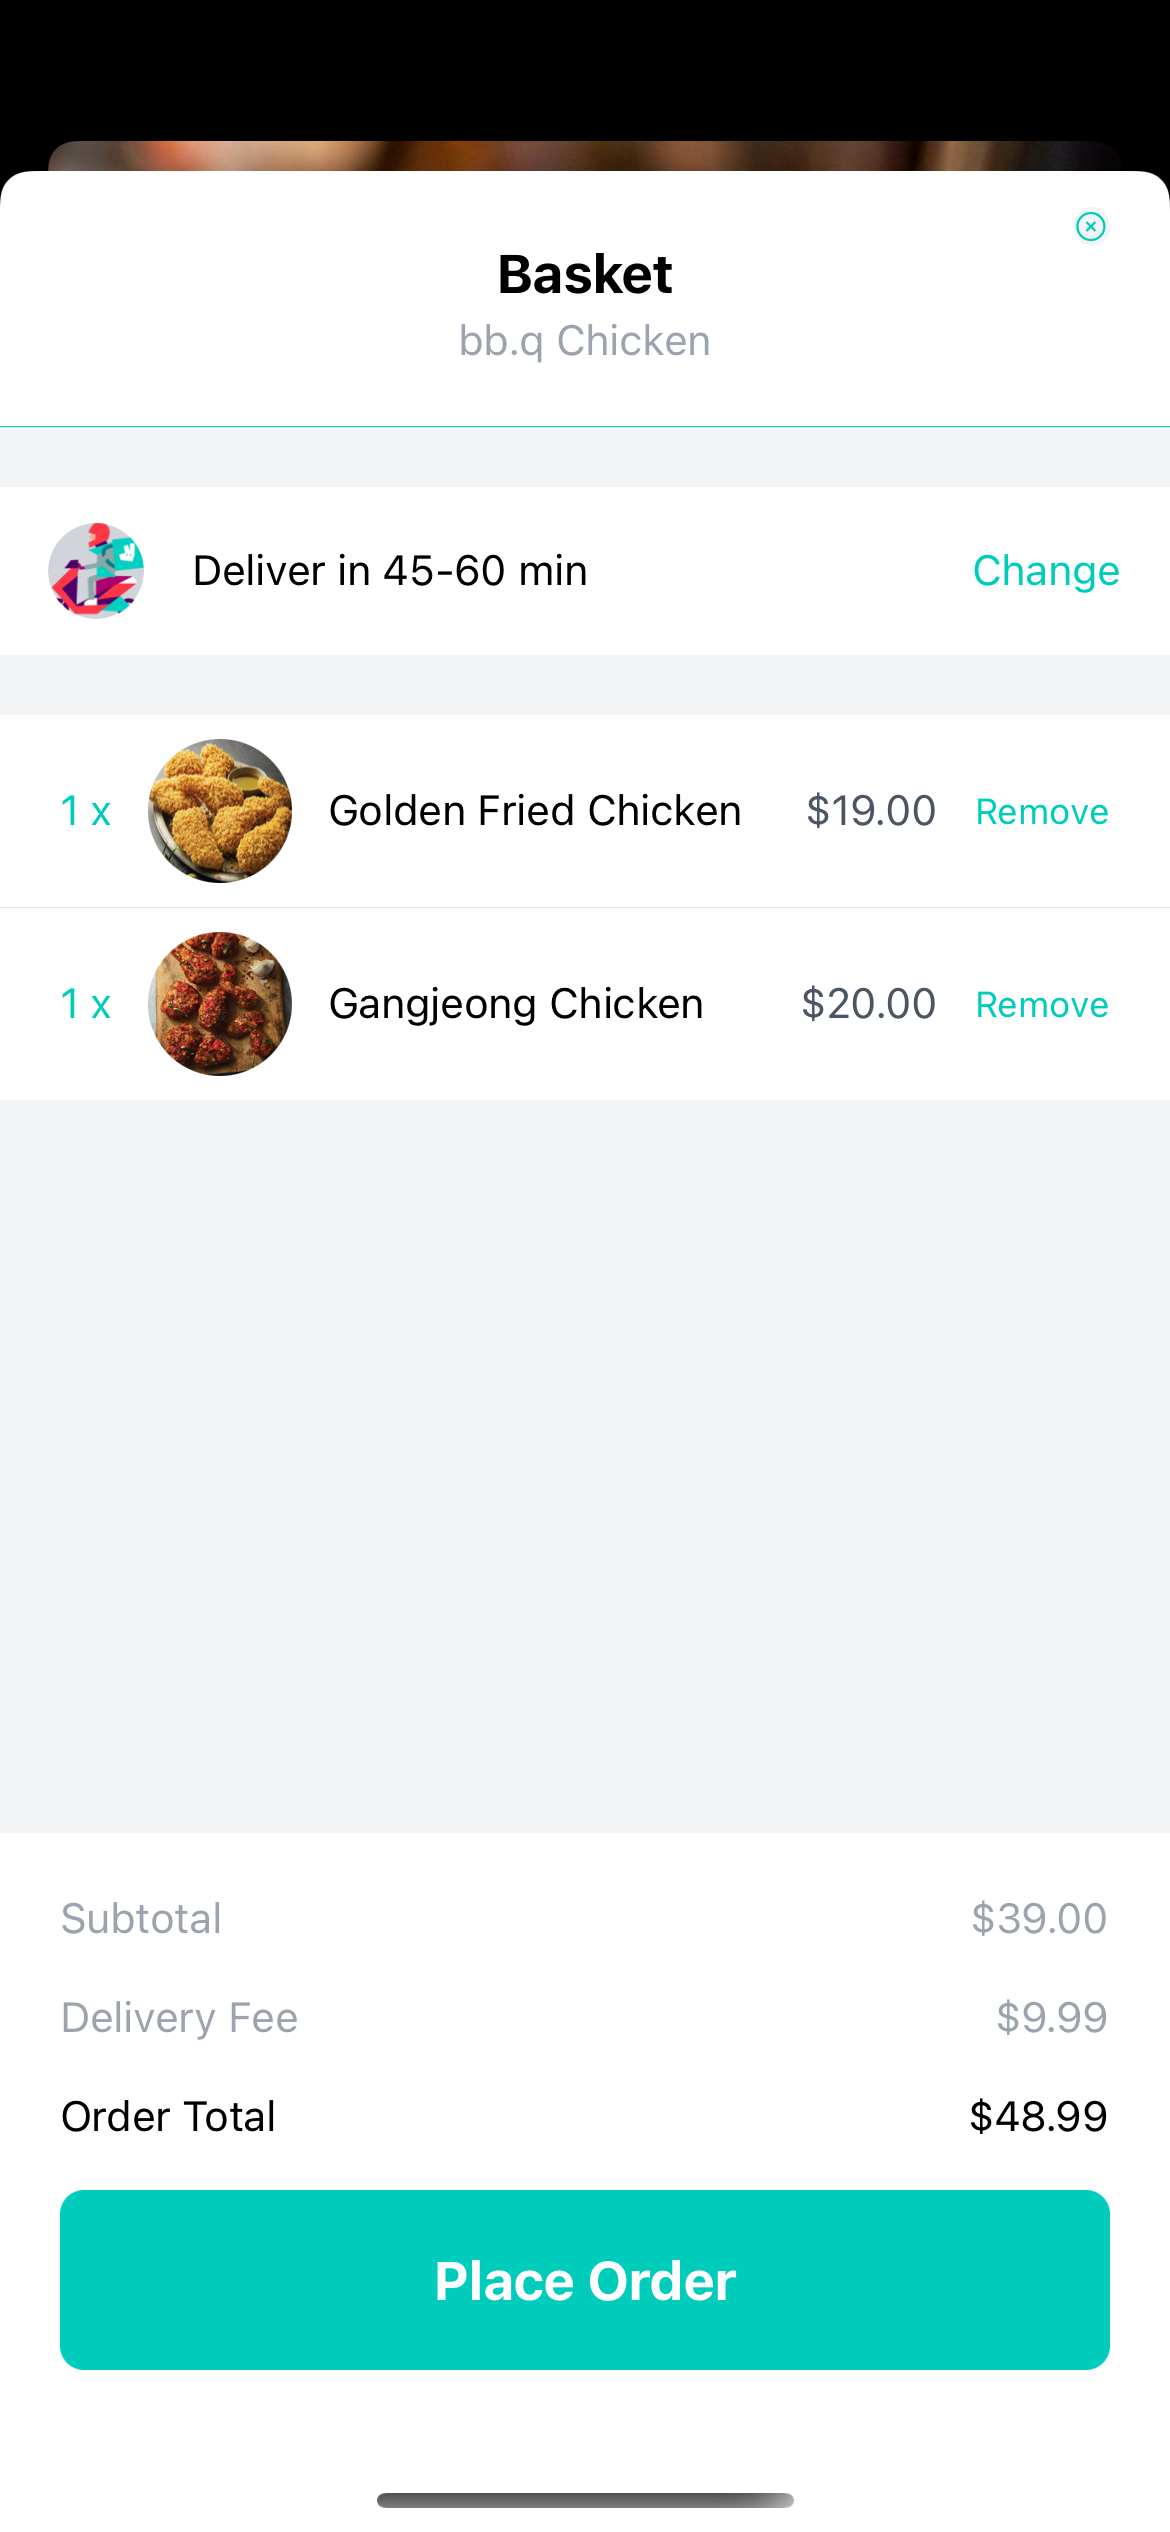 Basket
bb.q Chicken
Deliver in 45-60 min Change
1 x Golden Fried Chicken $19.00 Remove
1 x Gangjeong Chicken $20.00 Remove
Subtotal $39.00
Delivery Fee $9.99
Order Total $48.99
Place Order